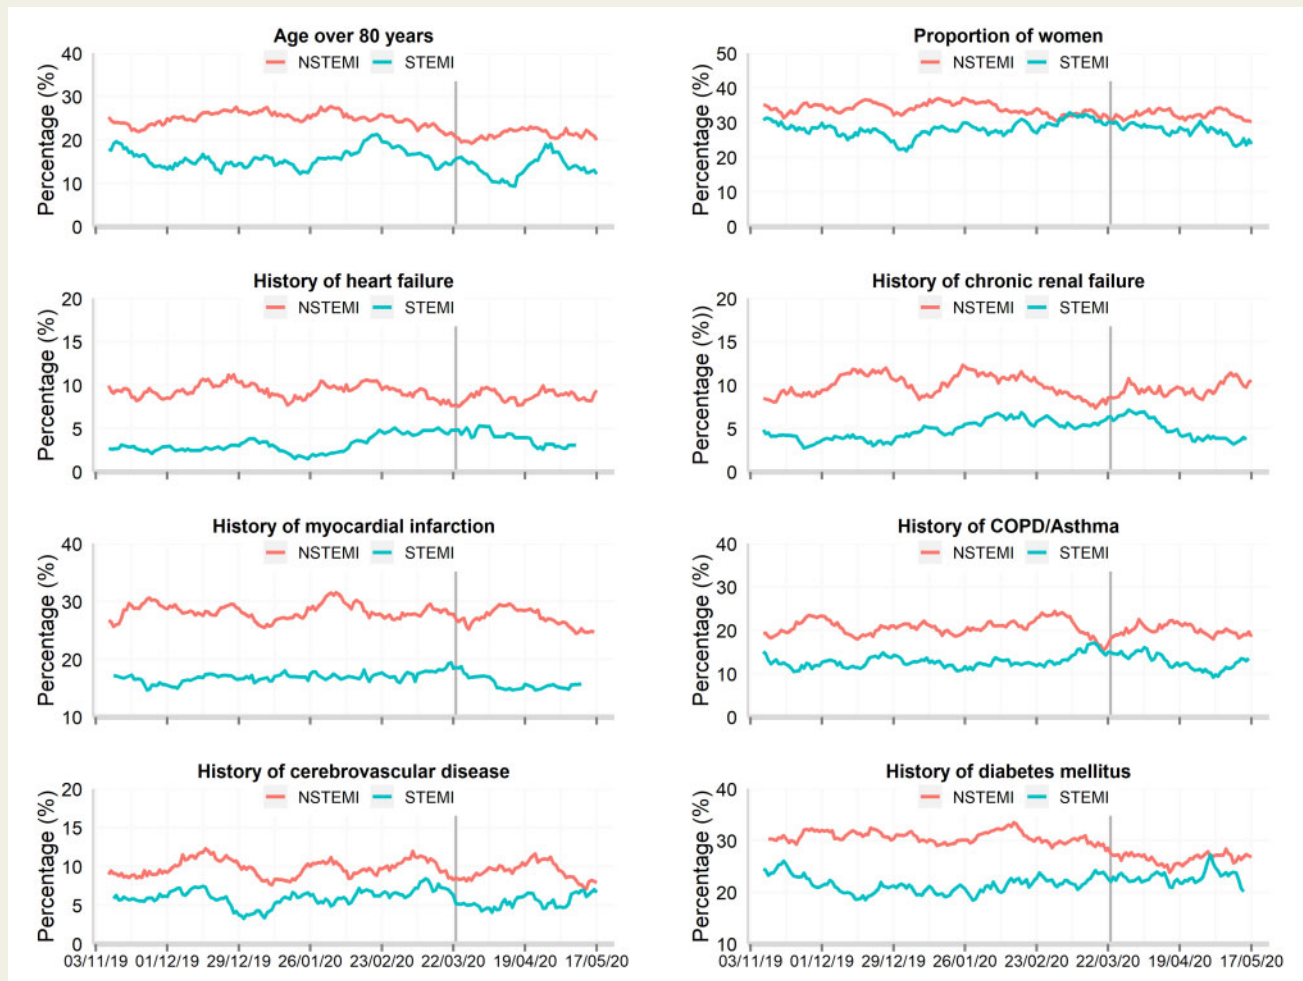 Age over 80 years
NSTEMI STEMI
Percentage (%)
40
30
20
10
0
Proportion of women
NSTEMI STEMI
Percentage (%)
50
40
30
20
10
0
History of heart failure
NSTEMI STEMI
Percentage (%)
20
15
10
5
0
History of chronic renal failure
NSTEMI STEMI
Percentage (%))
20
15
10
5
0
History of myocardial infarction
NSTEMI STEMI
Percentage (%)
40
30
20
10
History of COPD/Asthma
NSTEMI STEMI
Percentage (%)
40
30
20
10
0
History of cerebrovascular disease
NSTEMI STEMI
Percentage (%)
20
15
10
5
0
03/11/19 01/12/19 29/12/19 26/01/20 23/02/20 22/03/20 19/04/20 17/05/20
History of diabetes mellitus
NSTEMI STEMI
Percentage (%)
40
30
20
10
03/11/19 01/12/19 29/12/19 26/01/20 23/02/20 22/03/20 19/04/20 17/05/20